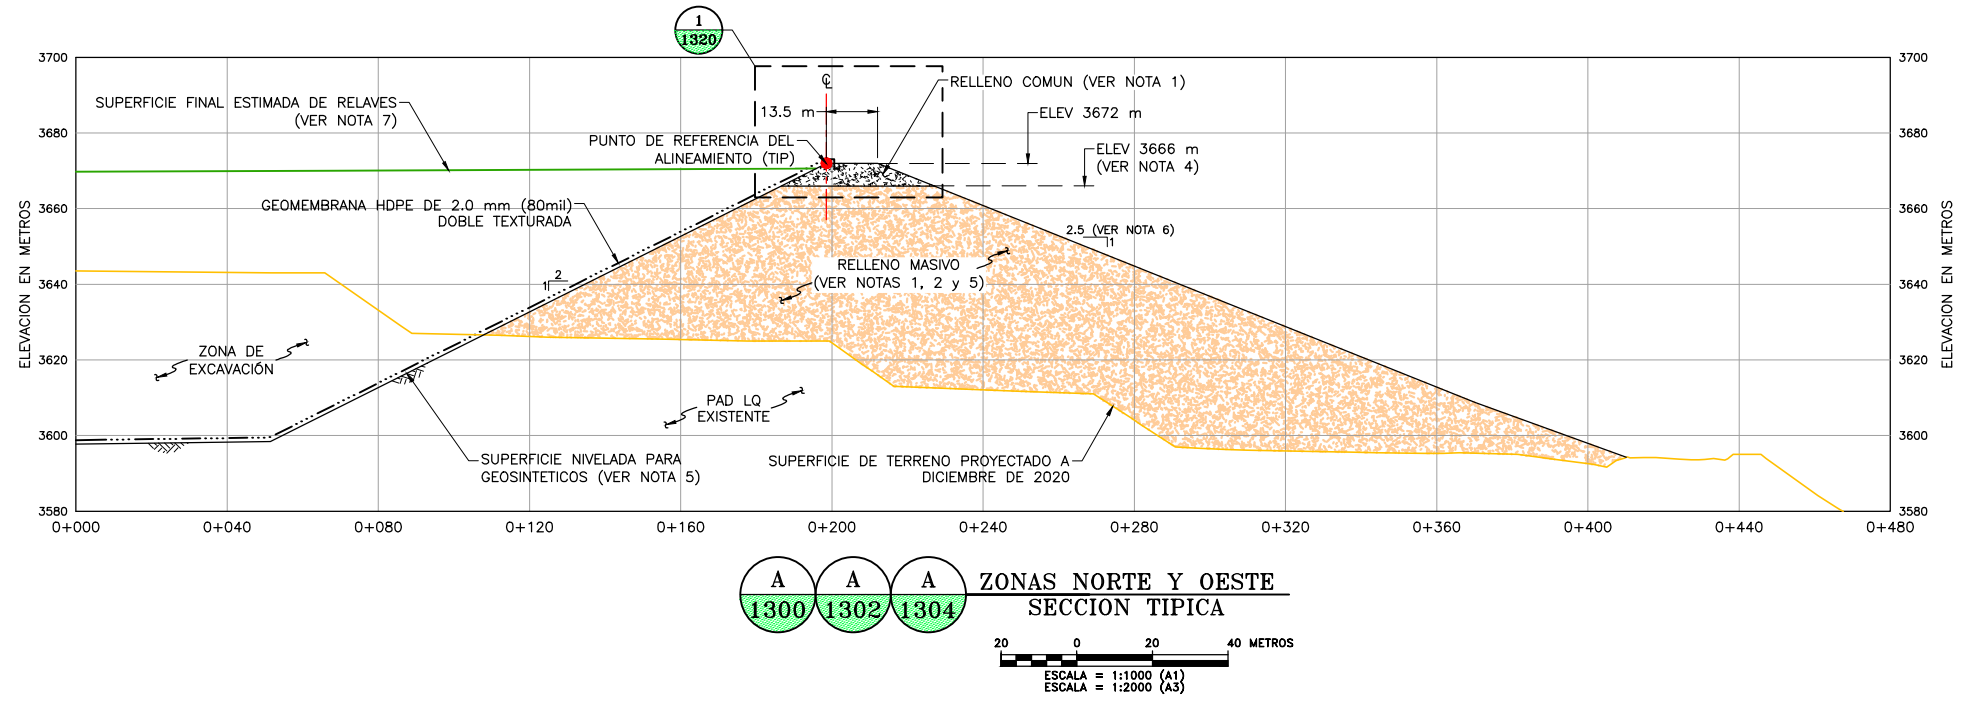 1
1320
3700
3700
SUPERFICIE FINAL ESTIMADA DE RELAVES
(VER NOTA 7)
℄
13.5 m
RELLENO COMUN (VER NOTA 1)
ELEV 3672 m
3680
3680
PUNTO DE REFERENCIA DEL
ALINEAMIENTO (TIP)
ELEV 3666 m
(VER NOTA 4)
3660
3660
GEOMEMBRANA HDPE DE 2.0 mm (80mil)
DOBLE TEXTURADA
2.5 (VER NOTA 6)
1
ELEVACION EN METROS
ELEVACION EN METROS
RELLENO MASIVO
(VER NOTAS 1, 2 y 5)
2
1
3640
3640
ZONA DE
EXCAVACIÓN
3620
3620
PAD LQ
EXISTENTE
3600
3600
SUPERFICIE NIVELADA PARA
GEOSINTETICOS (VER NOTA 5)
SUPERFICIE DE TERRENO PROYECTADO A
DICIEMBRE DE 2020
3580
3580
0+000 0+040 0+080 0+120 0+160 0+200 0+240 0+280 0+320 0+360 0+400 0+440 0+480
A
1300
A
1302
A
1304
ZONAS NORTE Y OESTE
SECCION TIPICA
20 0 20 40 METROS
ESCALA = 1:1000 (A1)
ESCALA = 1:2000 (A3)